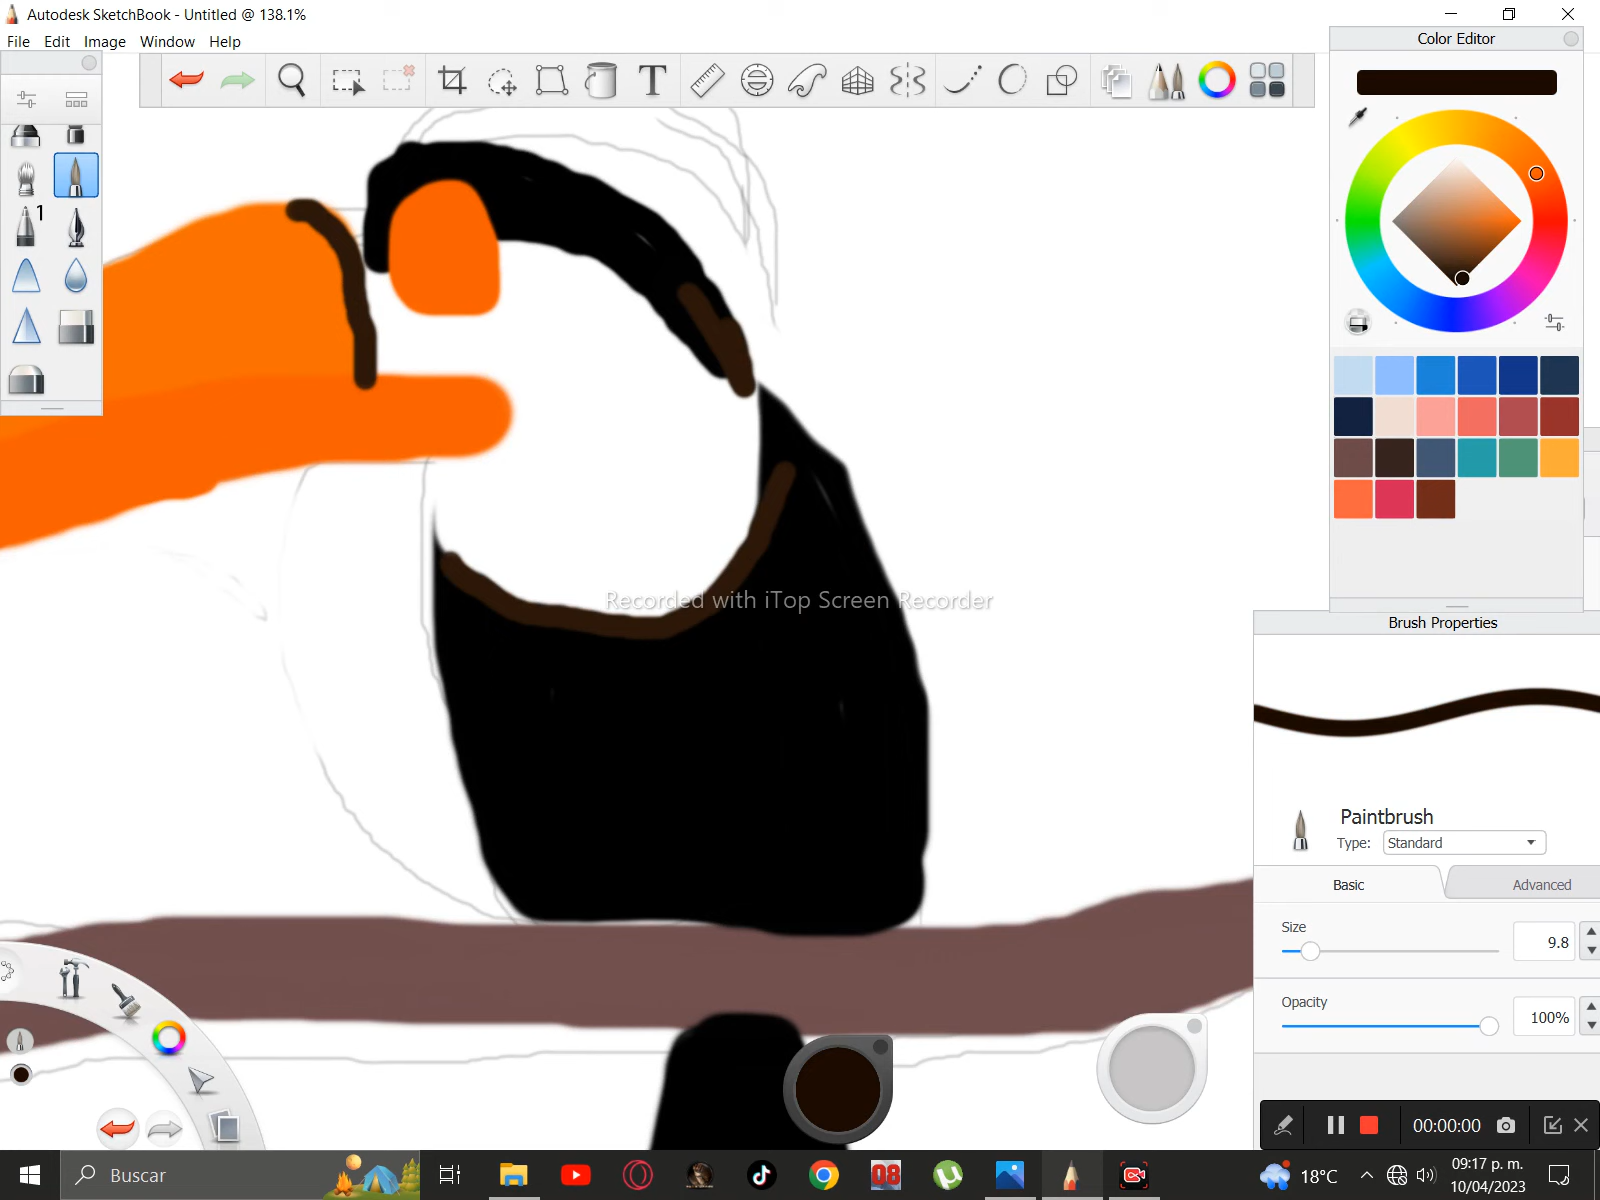 Autodesk SketchBook - Untitled @ 138.1%
File Edit Image Window Help
T
1
Color Editor
Recorded with iTop Screen Recorder
Brush Properties
Paintbrush
Type: Standard
Basic Advanced
Size 9.8
Opacity 100%
00:00:00
Buscar
08
18°C
09:17 p. m.
10/04/2023